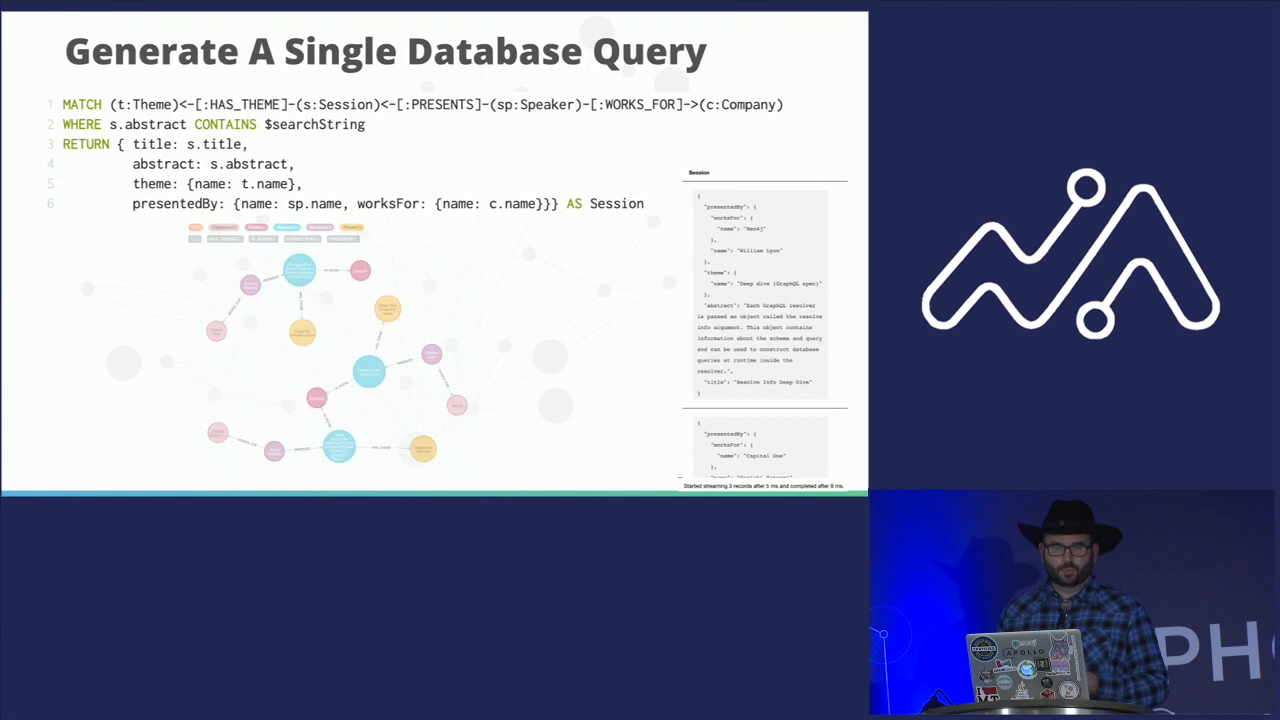 Generate A Single Database Query
1 MATCH (t:Theme)<-[:HAS_THEME]-(s:Session)<-[:PRESENTS]-(sp:Speaker)-[:WORKS_FOR]->(c:Company)
2 WHERE s.abstract CONTAINS $searchString
3 RETURN { title: s.title,
4 abstract: s.abstract,
5 theme: {name: t.name},
6 presentedBy: {name: sp.name, worksFor: {name: c.name}}} AS Session
Session
{
"presentedBy": {
"worksFor": {
"name": "Neo4j"
},
"name": "William Lyon"
},
"theme": {
"name": "Deep dive (GraphQL spec)"
},
"abstract": "Each GraphQL resolver
is passed an object called the resolve
info argument. This object contains
information about the schema and query
and can be used to construct database
queries at runtime inside the
resolver.",
"title": "Resolve Info Deep Dive"
}
{
"presentedBy": {
"worksFor": {
"name": "Capital One"
},
Started streaming 3 records after 5 ms and completed after 8 ms.
APOLLO
PH